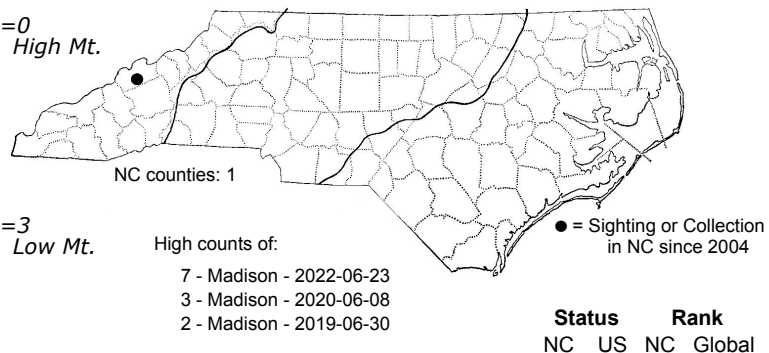 =0
High Mt.
NC counties: 1
=3
Low Mt.
High counts of:
7 - Madison - 2022-06-23
3 - Madison - 2020-06-08
2 - Madison - 2019-06-30
● = Sighting or Collection
in NC since 2004
Status Rank
NC US NC Global